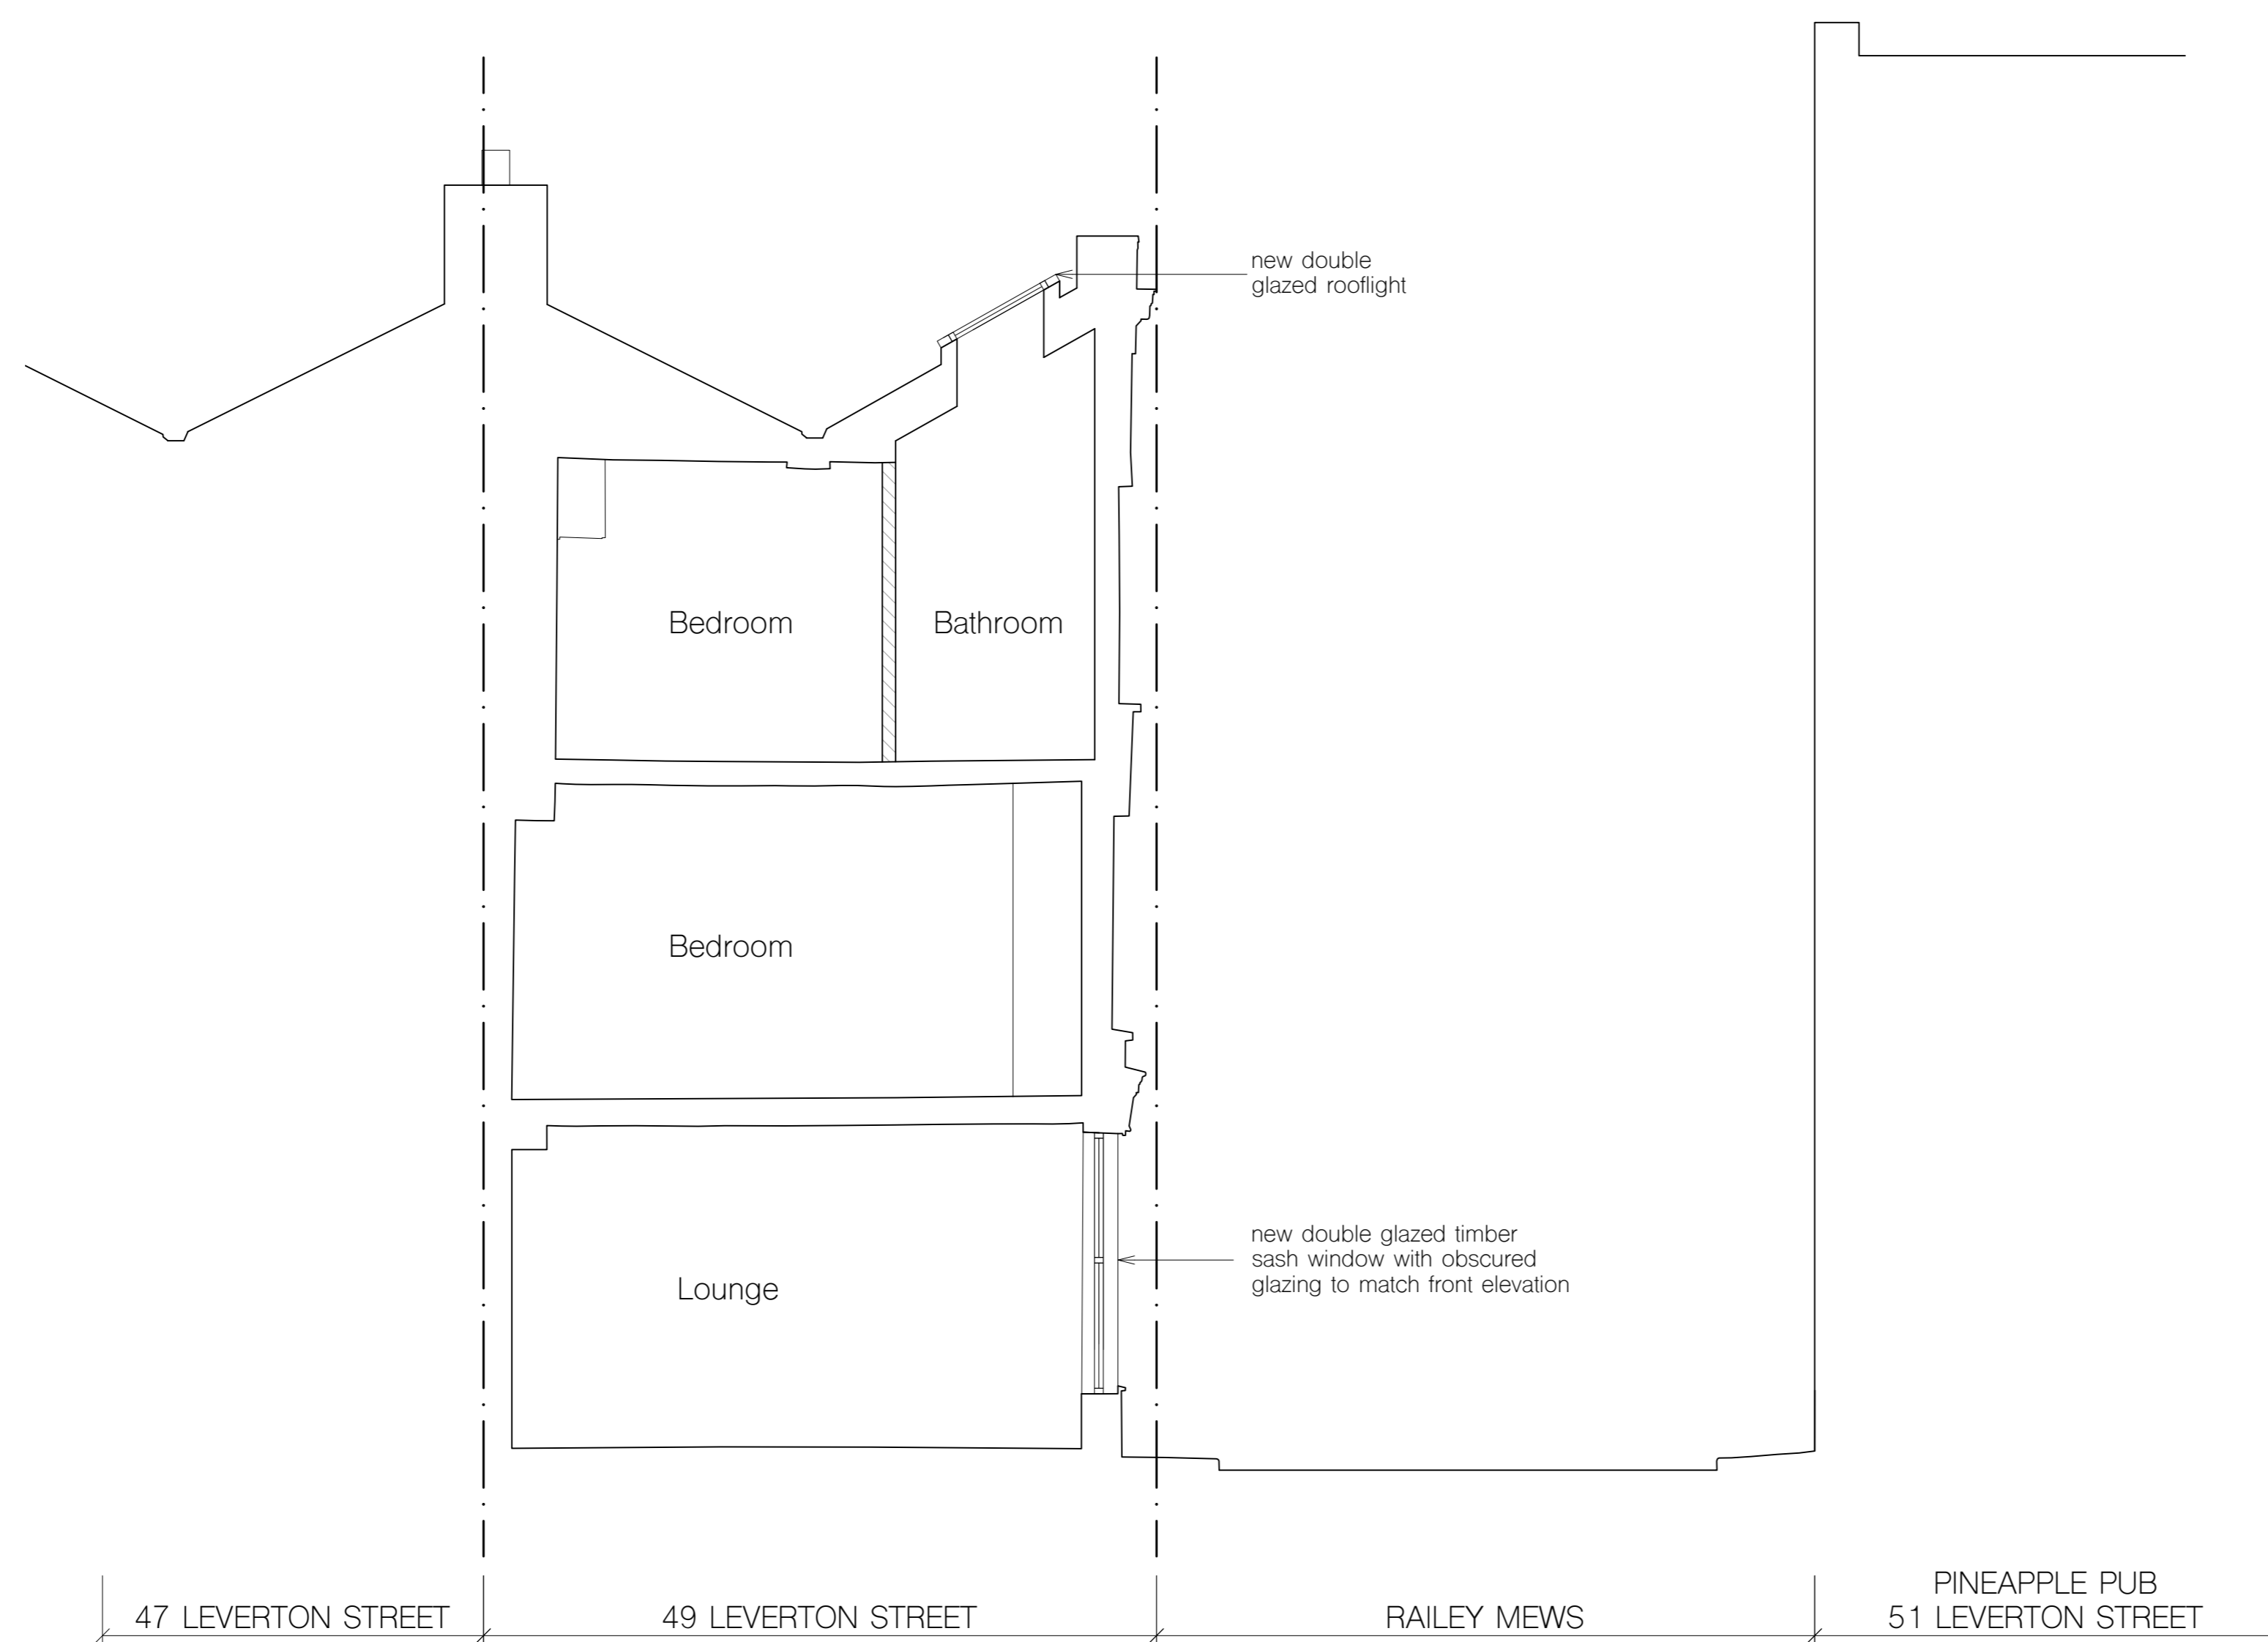 new double
glazed rooflight
Bedroom
Bathroom
Bedroom
new double glazed timber
sash window with obscured
glazing to match front elevation
Lounge
47 LEVERTON STREET
49 LEVERTON STREET
RAILEY MEWS
PINEAPPLE PUB
51 LEVERTON STREET